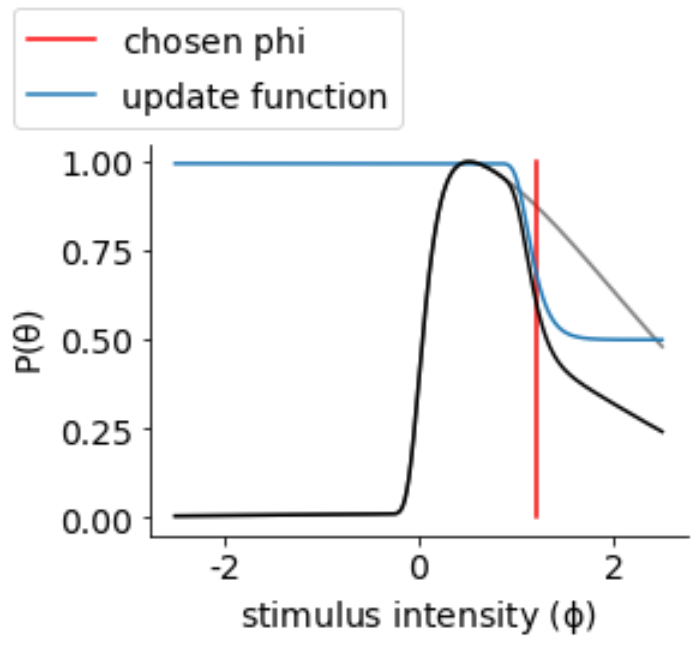 chosen phi
update function
1.00
0.75
0.50
0.25
0.00
P(θ)
-2 0 2
stimulus intensity (ϕ)